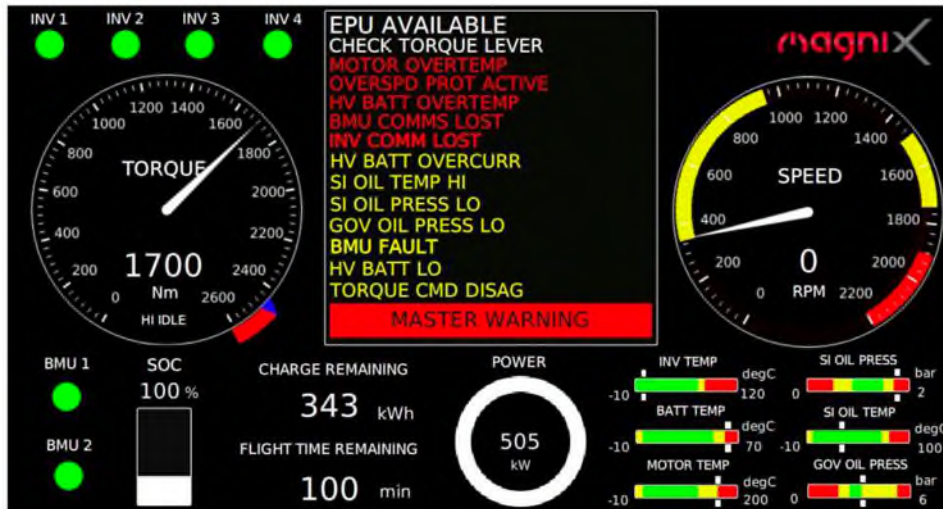 INV 1 INV 2 INV 3 INV 4
EPU AVAILABLE
CHECK TORQUE LEVER
MOTOR OVERTEMP
OVERSPD PROT ACTIVE
HV BATT OVERTEMP
BMU COMMS LOST
INV COMM LOST
HV BATT OVERCURR
SI OIL TEMP HI
SI OIL PRESS LO
GOV OIL PRESS LO
BMU FAULT
HV BATT LO
TORQUE CMD DISAG
MASTER WARNING
magniX
TORQUE
0 200 400 600 800 1000 1200 1400 1600 1800 2000 2200 2400 2600
1700
Nm
HI IDLE
SPEED
0 200 400 600 800 1000 1200 1400 1600 1800 2000 2200
0
RPM
BMU 1
BMU 2
SOC
100 %
CHARGE REMAINING
343 kWh
FLIGHT TIME REMAINING
100 min
POWER
505
kW
INV TEMP
degC
-10 120
BATT TEMP
degC
-10 70
MOTOR TEMP
degC
-10 200
SI OIL PRESS
bar
0 2
SI OIL TEMP
degC
-10 100
GOV OIL PRESS
bar
0 6